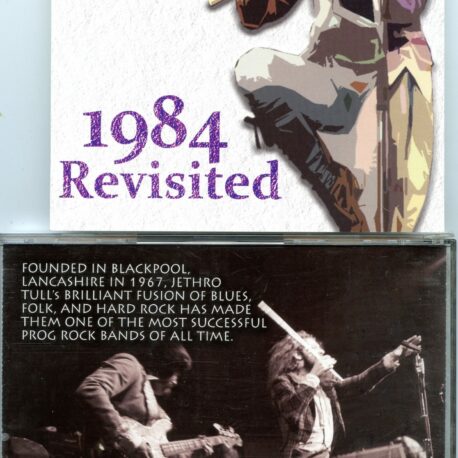 1984
Revisited
FOUNDED IN BLACKPOOL,
LANCASHIRE IN 1967, JETHRO
TULL'S BRILLIANT FUSION OF BLUES,
FOLK, AND HARD ROCK HAS MADE
THEM ONE OF THE MOST SUCCESSFUL
PROG ROCK BANDS OF ALL TIME.